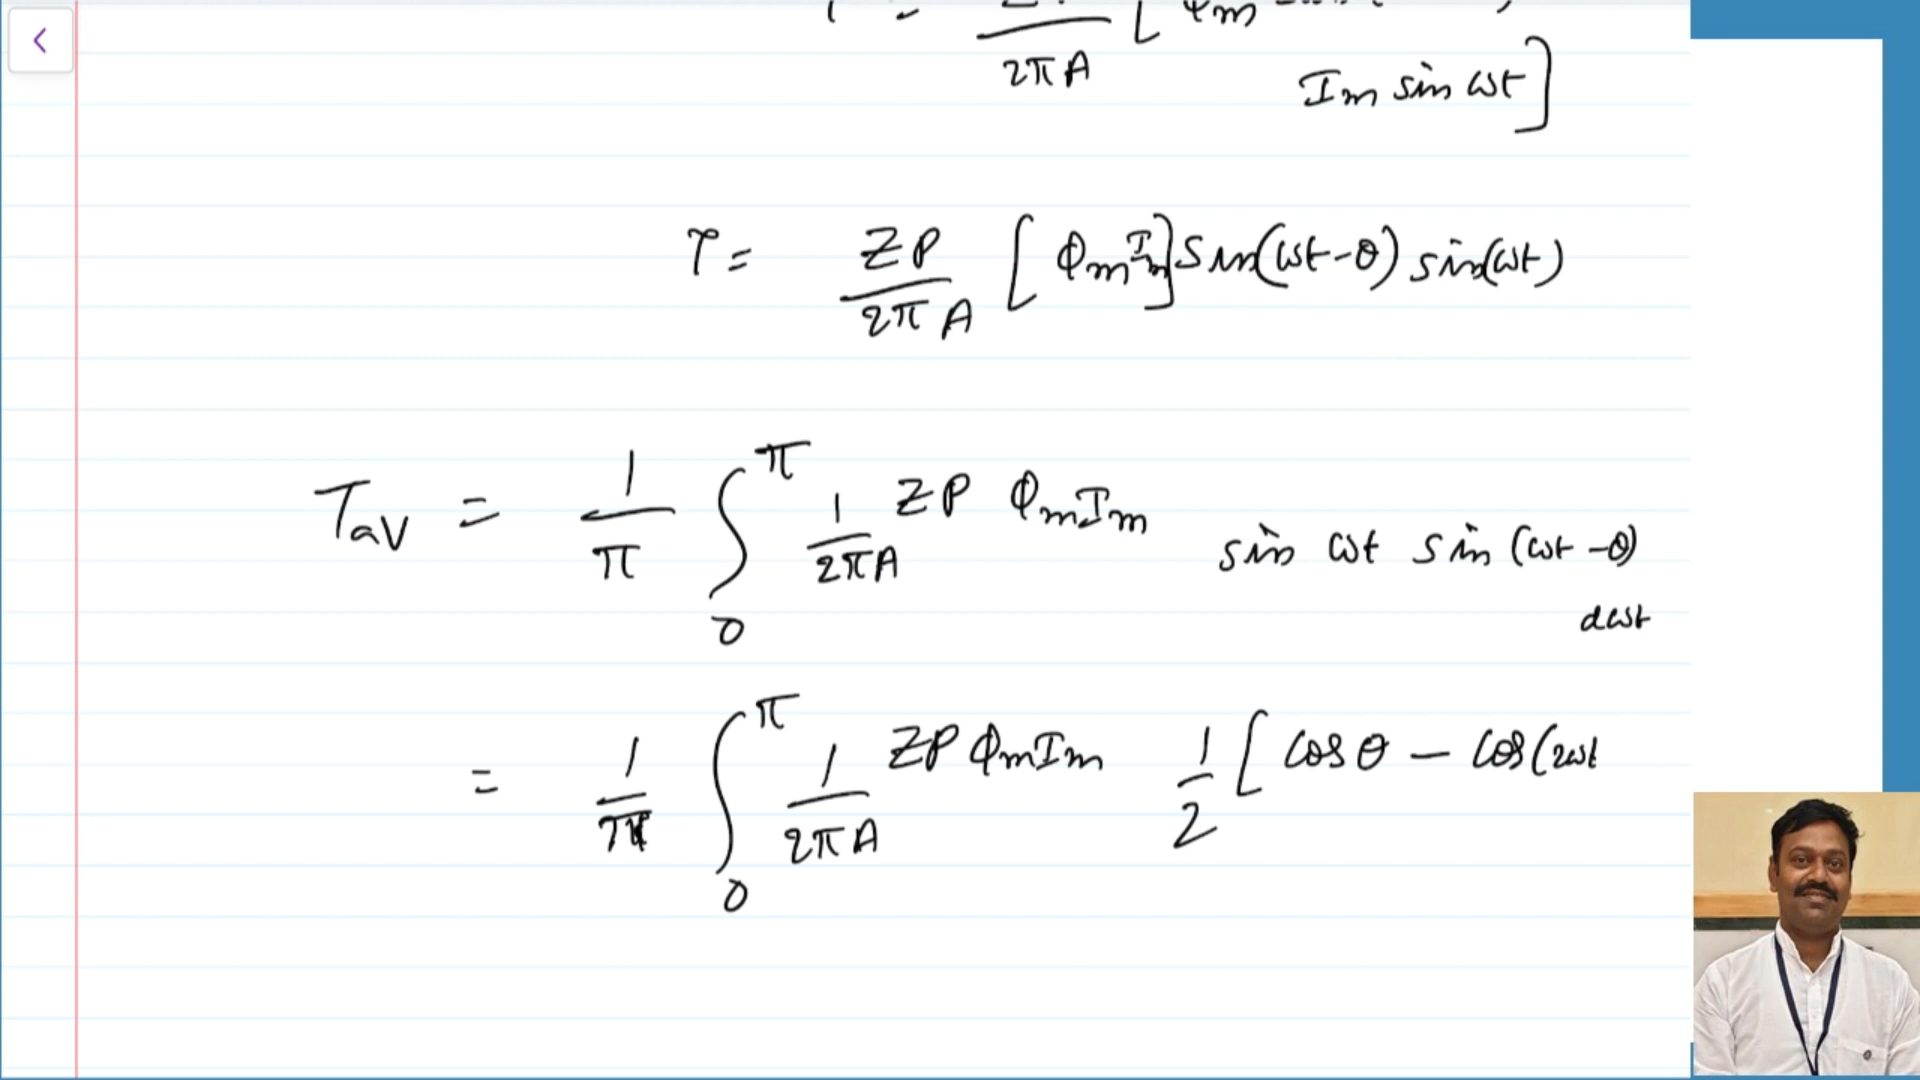 2πA
Im sin ωt]
T = ZP/2πA [ϕm Im] sin(ωt-θ) sin(ωt)
Tav = 1/π ∫₀^π 1/2πA ZP ϕm Im sin ωt sin (ωt-θ)
dωt
= 1/π ∫₀^π 1/2πA ZP ϕm Im 1/2 [cos θ - cos(2ωt